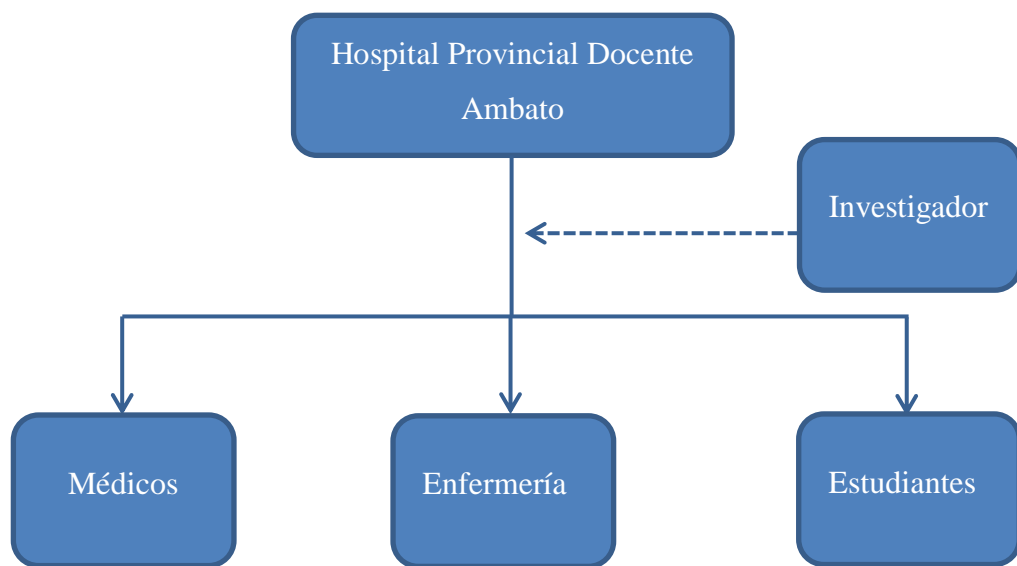 Hospital Provincial Docente
Ambato
Investigador
Médicos
Enfermería
Estudiantes